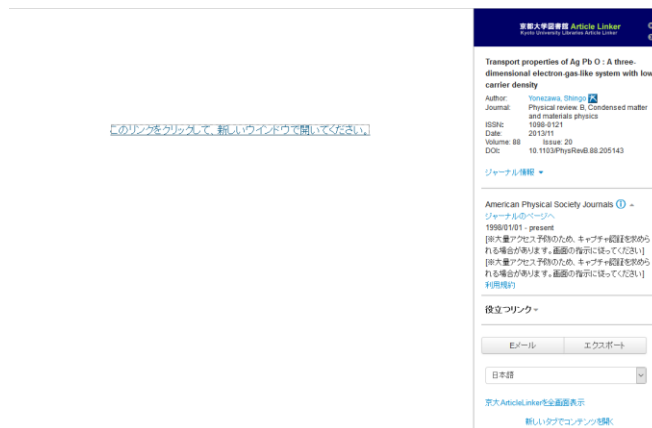 このリンクをクリックして、新しいウインドウで開いてください。
京都大学図書館 Article Linker
Kyoto University Libraries Article Linker
Transport properties of Ag Pb O : A three-
dimensional electron-gas-like system with low
carrier density
Author: Yonezawa, Shingo
Journal: Physical review. B, Condensed matter
and materials physics
ISSN: 1098-0121
Date: 2013/11
Volume: 88 Issue: 20
DOI: 10.1103/PhysRevB.88.205143
ジャーナル情報
American Physical Society Journals
ジャーナルのページへ
1998/01/01 - present
[※大量アクセス予防のため、キャプチャ認証を求めら
れる場合があります。画面の指示に従ってください]
[※大量アクセス予防のため、キャプチャ認証を求めら
れる場合があります。画面の指示に従ってください]
利用規約
役立つリンク
Eメール エクスポート
日本語
京大ArticleLinkerを全画面表示
新しいタブでコンテンツを開く